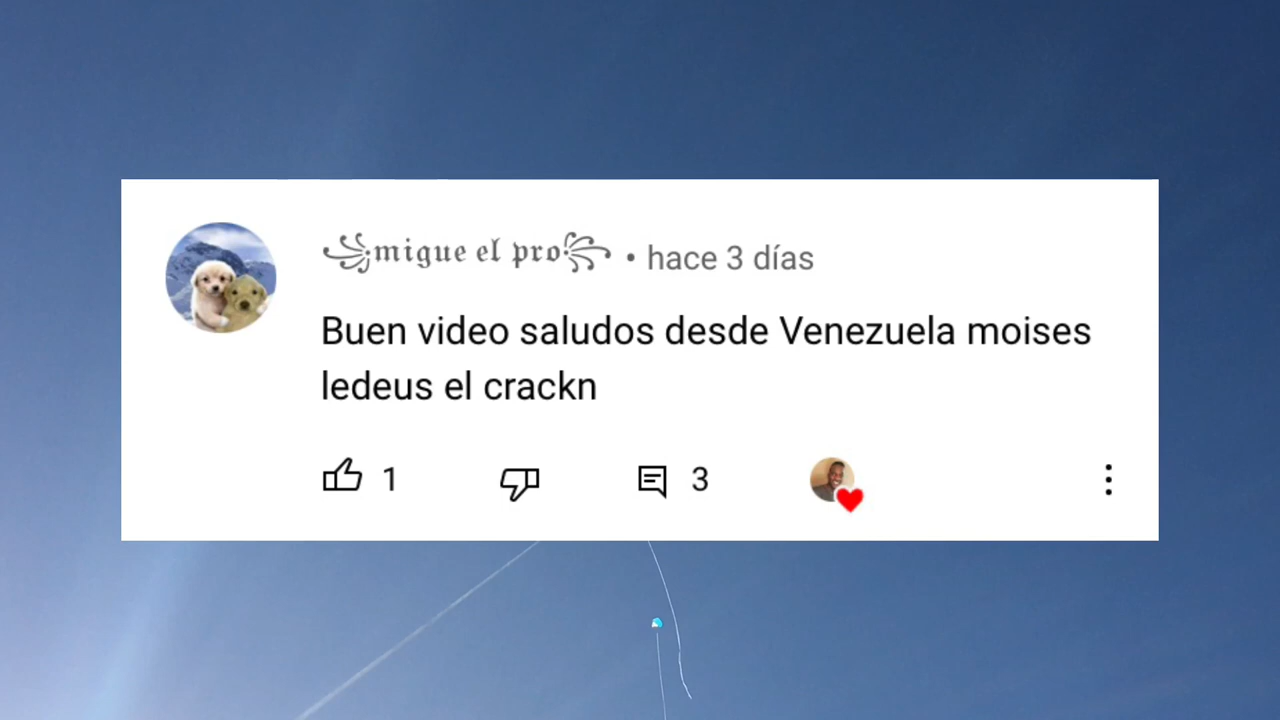 ꧁migue el pro꧂ • hace 3 días
Buen video saludos desde Venezuela moises
ledeus el crackn
1 3